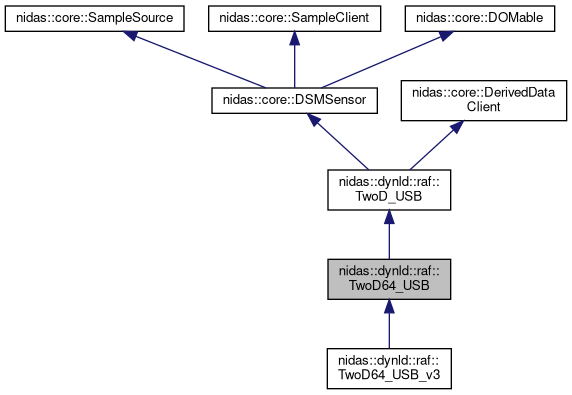 nidas::core::SampleSource
nidas::core::SampleClient
nidas::core::DOMable
nidas::core::DSMSensor
nidas::core::DerivedData
Client
nidas::dynld::raf::
TwoD_USB
nidas::dynld::raf::
TwoD64_USB
nidas::dynld::raf::
TwoD64_USB_v3